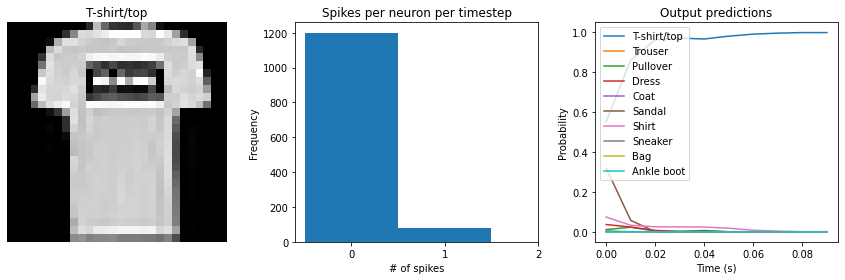 T-shirt/top
Spikes per neuron per timestep
1200
1000
800
600
400
200
0
Frequency
0
1
2
# of spikes
Output predictions
1.0
0.8
0.6
0.4
0.2
0.0
Probability
T-shirt/top
Trouser
Pullover
Dress
Coat
Sandal
Shirt
Sneaker
Bag
Ankle boot
0.00
0.02
0.04
0.06
0.08
Time (s)